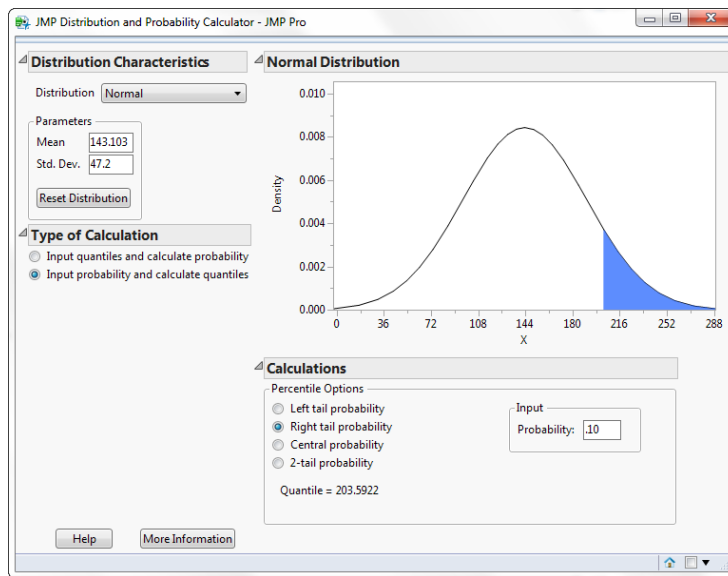 JMP Distribution and Probability Calculator - JMP Pro
Distribution Characteristics
Distribution Normal
Parameters
Mean 143.103
Std. Dev. 47.2
Reset Distribution
Type of Calculation
Input quantiles and calculate probability
Input probability and calculate quantiles
Normal Distribution
0.010
0.008
0.006
0.004
0.002
0.000
Density
0 36 72 108 144 180 216 252 288
X
Calculations
Percentile Options
Left tail probability
Right tail probability
Central probability
2-tail probability
Input
Probability: .10
Quantile = 203.5922
Help More Information